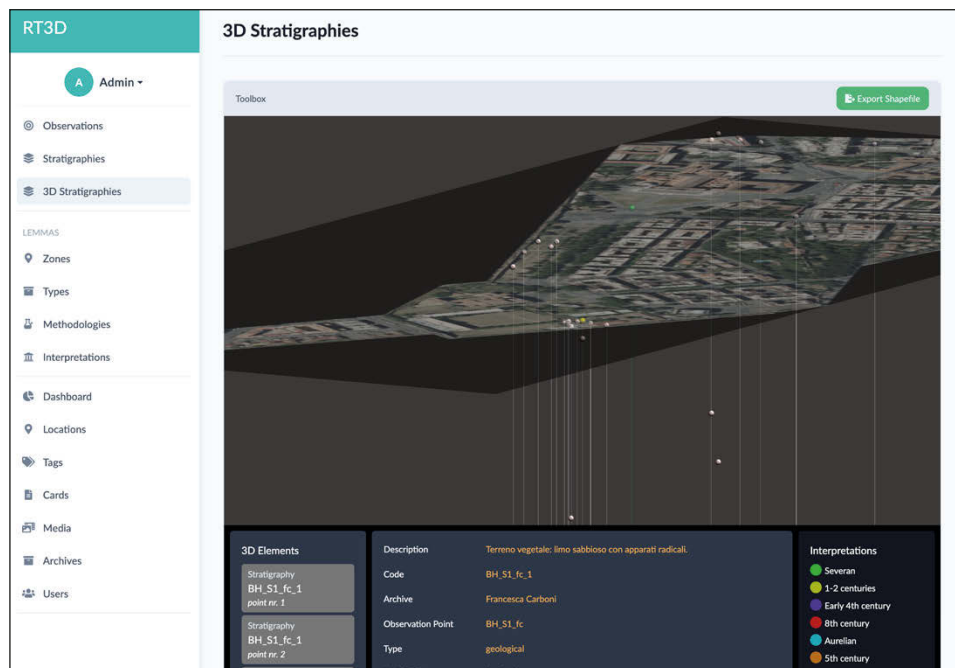 RT3D
A
Admin
Observations
Stratigraphies
3D Stratigraphies
LEMMAS
Zones
Types
Methodologies
Interpretations
Dashboard
Locations
Tags
Cards
Media
Archives
Users
3D Stratigraphies
Toolbox
Export Shapefile
3D Elements
Stratigraphy
BH_S1_fc_1
point nr. 1
Stratigraphy
BH_S1_fc_1
point nr. 2
Description
Terreno vegetale: limo sabbioso con apparati radicali.
Code
BH_S1_fc_1
Archive
Francesca Carboni
Observation Point
BH_S1_fc
Type
geological
Interpretations
Severan
1-2 centuries
Early 4th century
8th century
Aurelian
5th century